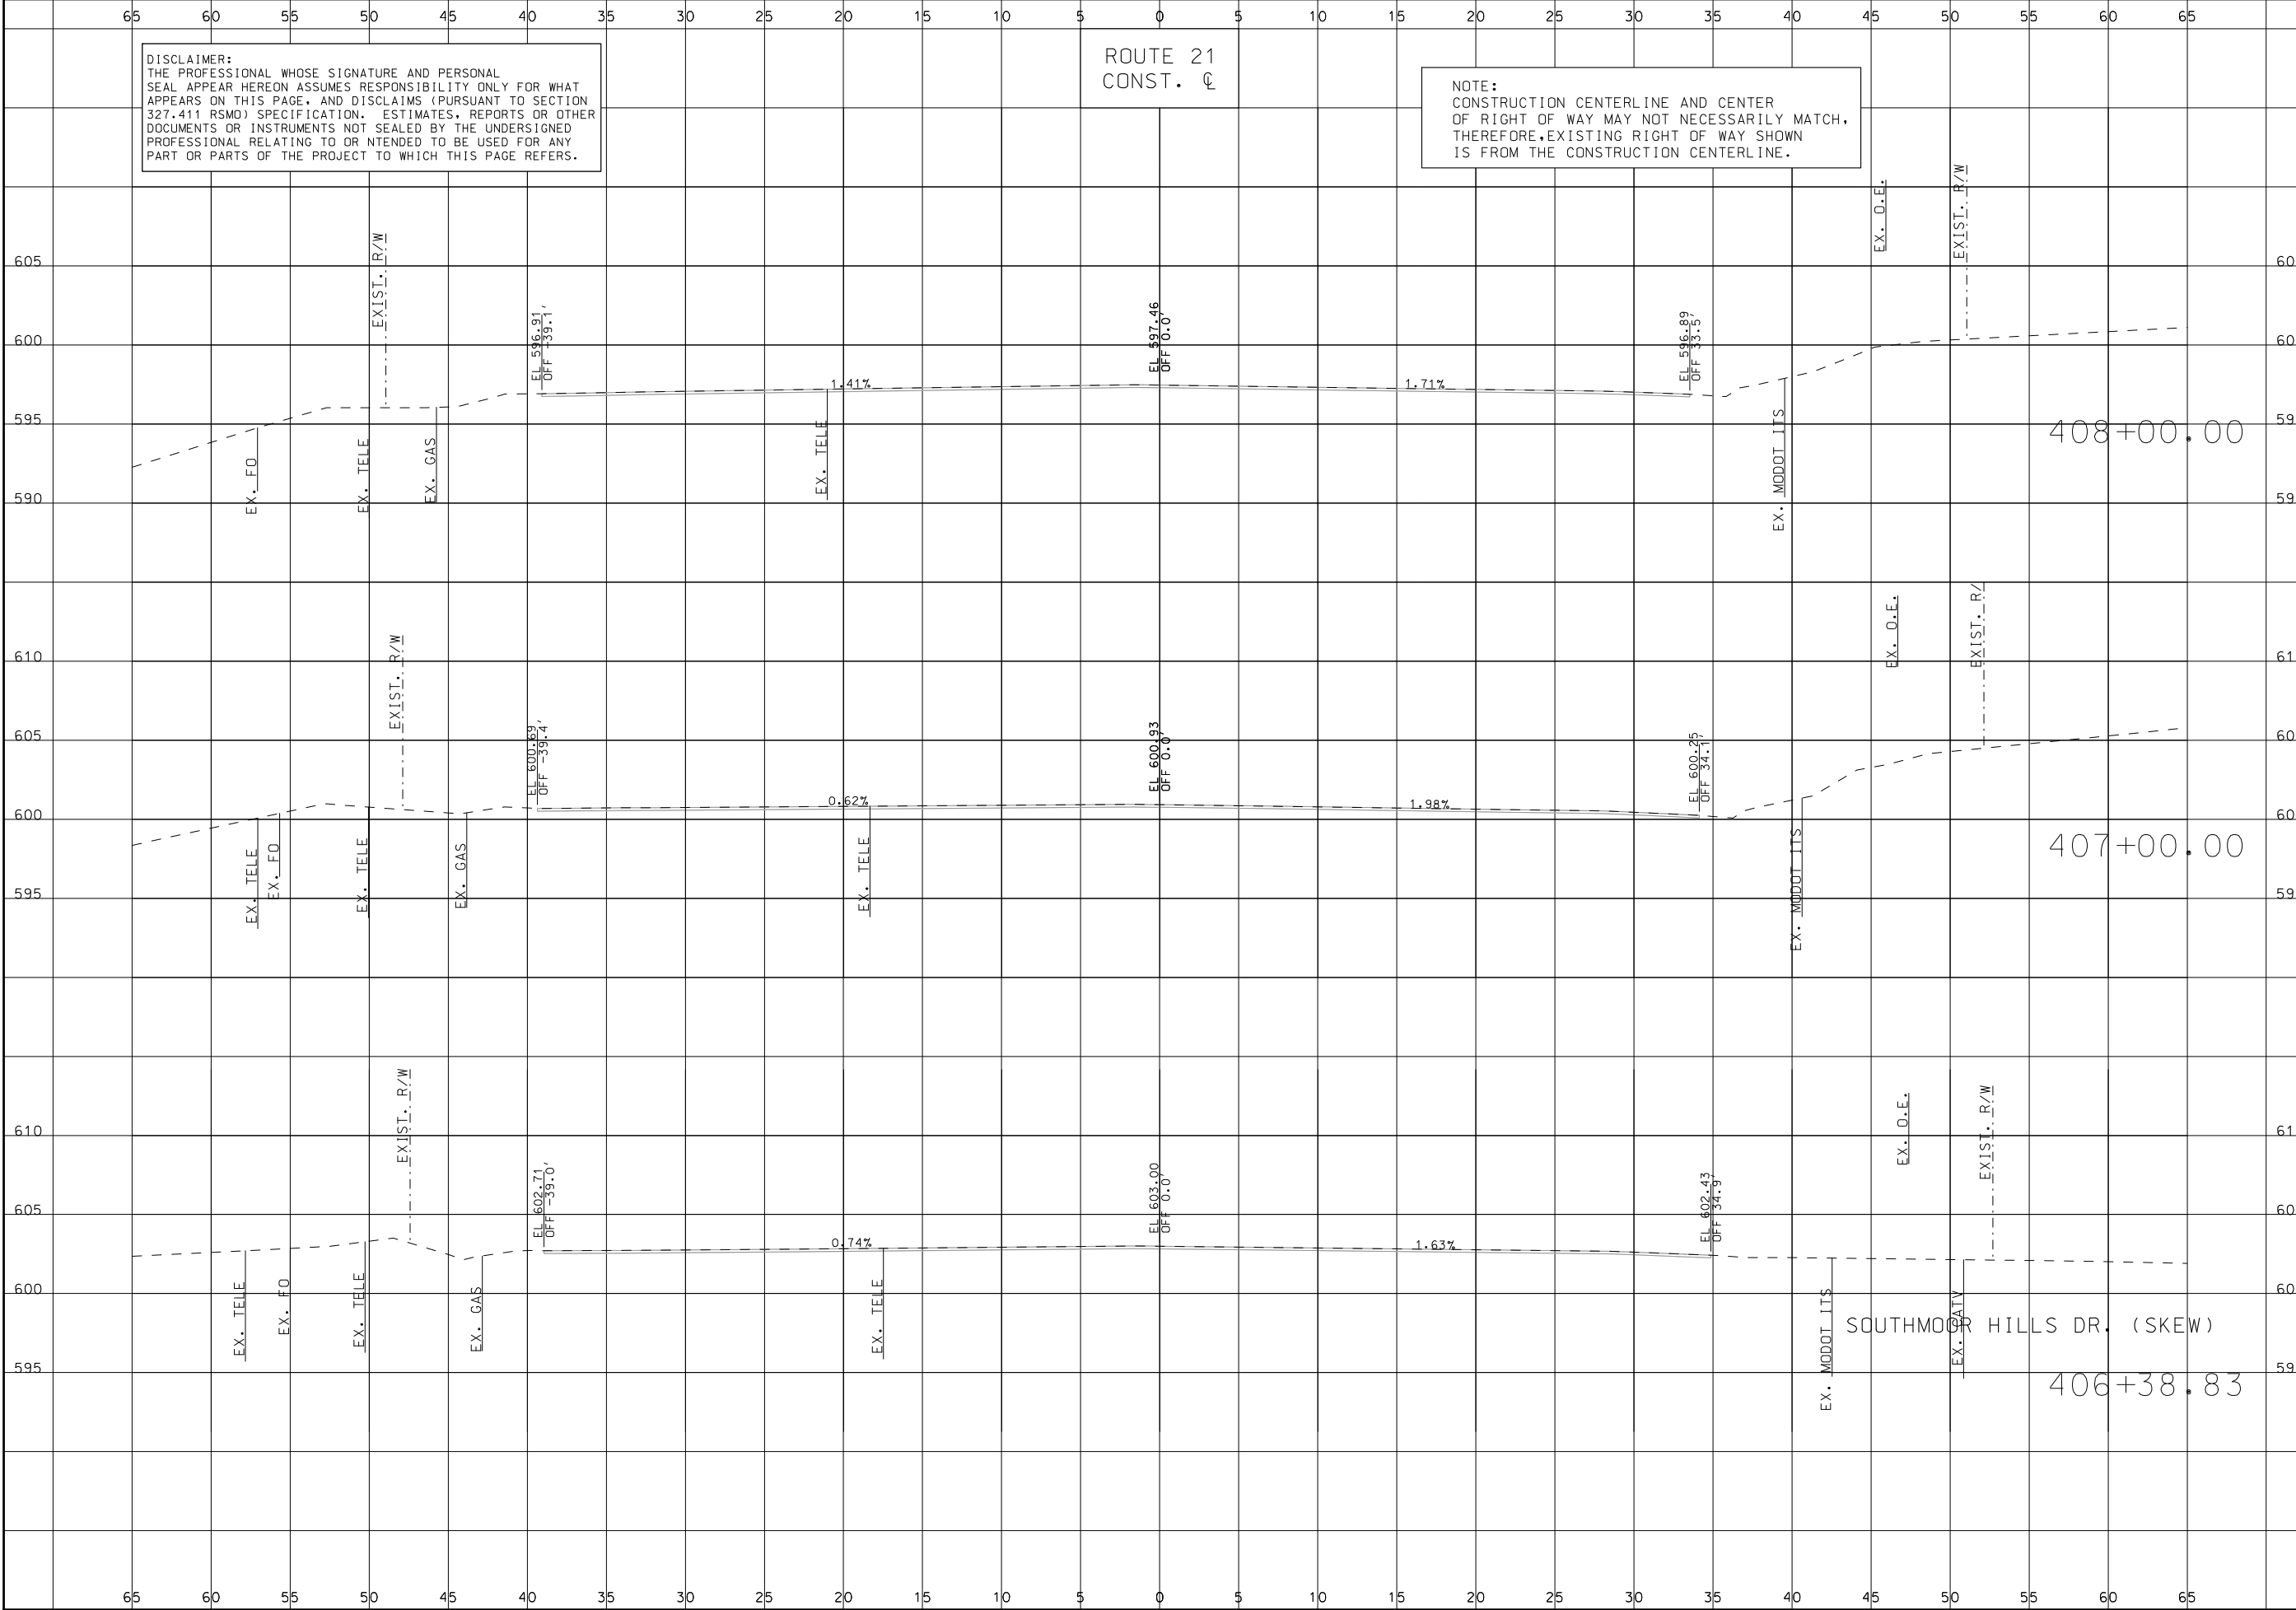 65 60 55 50 45 40 35 30 25 20 15 10 5 0 5 10 15 20 25 30 35 40 45 50 55 60 65
DISCLAIMER:
THE PROFESSIONAL WHOSE SIGNATURE AND PERSONAL
SEAL APPEAR HEREON ASSUMES RESPONSIBILITY ONLY FOR WHAT
APPEARS ON THIS PAGE, AND DISCLAIMS (PURSUANT TO SECTION
327.411 RSMO) SPECIFICATION. ESTIMATES, REPORTS OR OTHER
DOCUMENTS OR INSTRUMENTS NOT SEALED BY THE UNDERSIGNED
PROFESSIONAL RELATING TO OR NTENDED TO BE USED FOR ANY
PART OR PARTS OF THE PROJECT TO WHICH THIS PAGE REFERS.
ROUTE 21
CONST. ℄
NOTE:
CONSTRUCTION CENTERLINE AND CENTER
OF RIGHT OF WAY MAY NOT NECESSARILY MATCH,
THEREFORE,EXISTING RIGHT OF WAY SHOWN
IS FROM THE CONSTRUCTION CENTERLINE.
EXIST. R/W
EX. O.E.
EXIST. R/W
605 60
EL 596.91
OFF -39.1'
EL 597.46
OFF 0.0'
EL 596.89
OFF 33.5'
600 60
1.41%
1.71%
595 59
408+00.00
EX. FO
EX. TELE
EX. GAS
EX. TELE
EX. MODOT ITS
590 59
EXIST. R/W
EX. O.E.
EXIST. R/
610 61
EL 600.69
OFF -39.4'
EL 600.93
OFF 0.0'
EL 600.25
OFF 34.1'
605 60
0.62%
1.98%
600 60
407+00.00
EX. TELE
EX. FO
EX. TELE
EX. GAS
EX. TELE
EX. MODOT ITS
595 59
EXIST. R/W
EX. O.E.
EXIST. R/W
610 61
EL 602.71
OFF -39.0'
EL 603.00
OFF 0.0'
EL 602.43
OFF 34.9'
605 60
0.74%
1.63%
600 60
EX. TELE
EX. FO
EX. TELE
EX. GAS
EX. TELE
EX. MODOT ITS
EX. CATV
SOUTHMOOR HILLS DR. (SKEW)
595 59
406+38.83
65 60 55 50 45 40 35 30 25 20 15 10 5 0 5 10 15 20 25 30 35 40 45 50 55 60 65